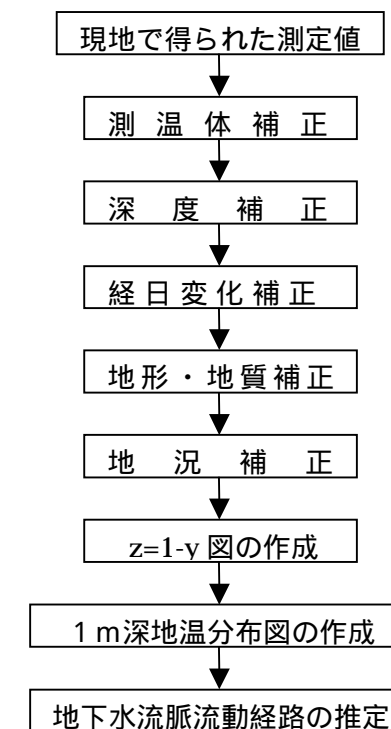 現地で得られた測定値
測温体補正
深度補正
経日変化補正
地形・地質補正
地況補正
z=1-y 図の作成
1m深地温分布図の作成
地下水流脈流動経路の推定